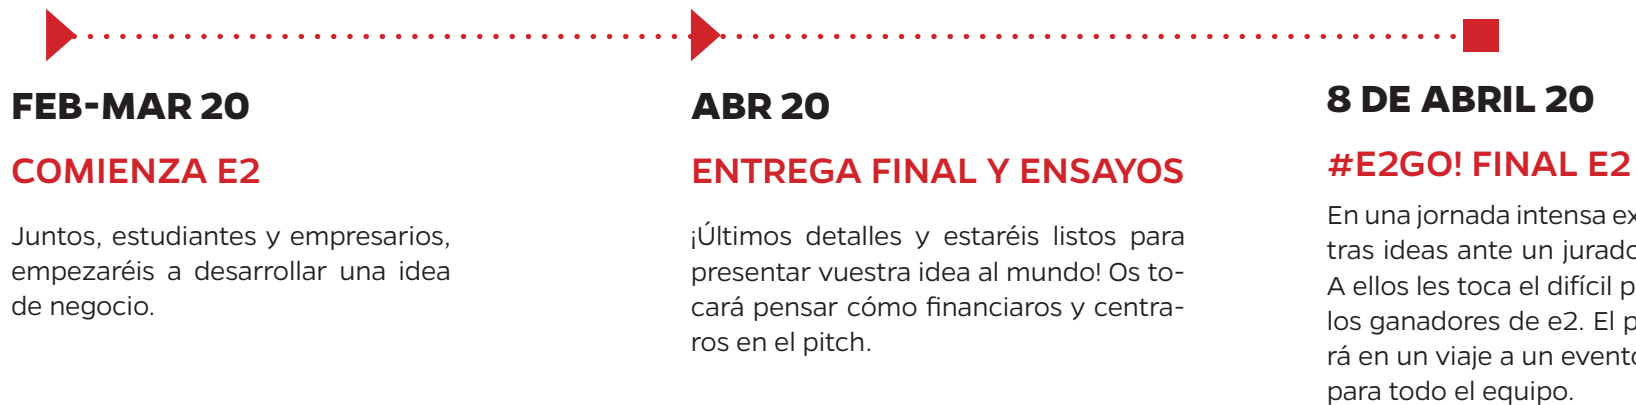 FEB-MAR 20
COMIENZA E2
Juntos, estudiantes y empresarios,
empezaréis a desarrollar una idea
de negocio.
ABR 20
ENTREGA FINAL Y ENSAYOS
¡Últimos detalles y estaréis listos para
presentar vuestra idea al mundo! Os to-
cará pensar cómo financiaros y centra-
ros en el pitch.
8 DE ABRIL 20
#E2GO! FINAL E2
En una jornada intensa ex
tras ideas ante un jurado
A ellos les toca el difícil p
los ganadores de e2. El p
rá en un viaje a un evento
para todo el equipo.